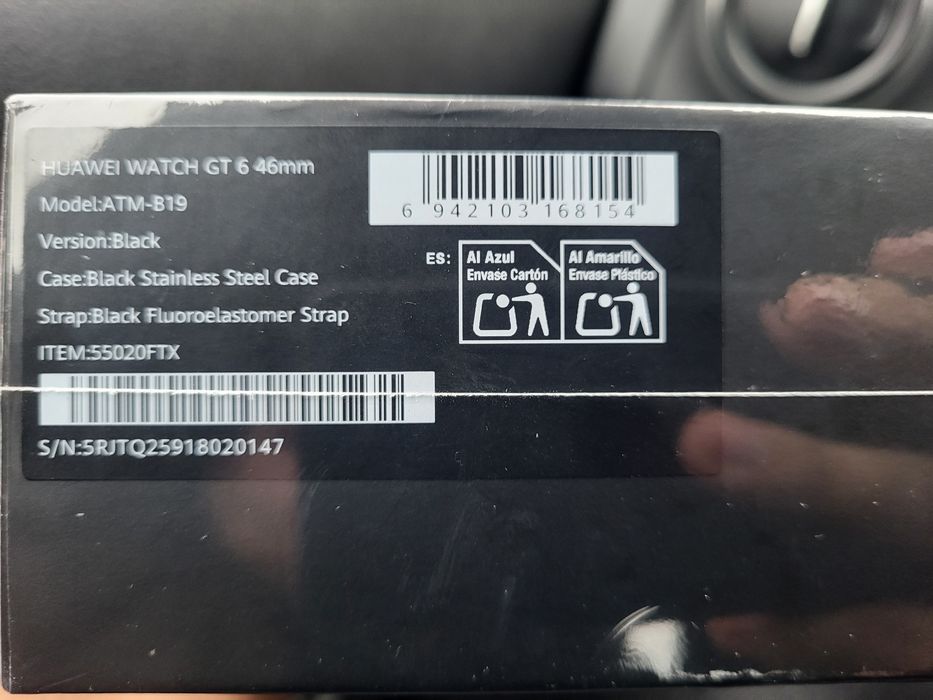 HUAWEI WATCH GT 6 46mm
Model:ATM-B19
Version:Black
Case:Black Stainless Steel Case
Strap:Black Fluoroelastomer Strap
ITEM:55020FTX
S/N:5RJTQ25918020147
6 942103 168154
ES:
Al Azul
Envase Cartón
Al Amarillo
Envase Plástico